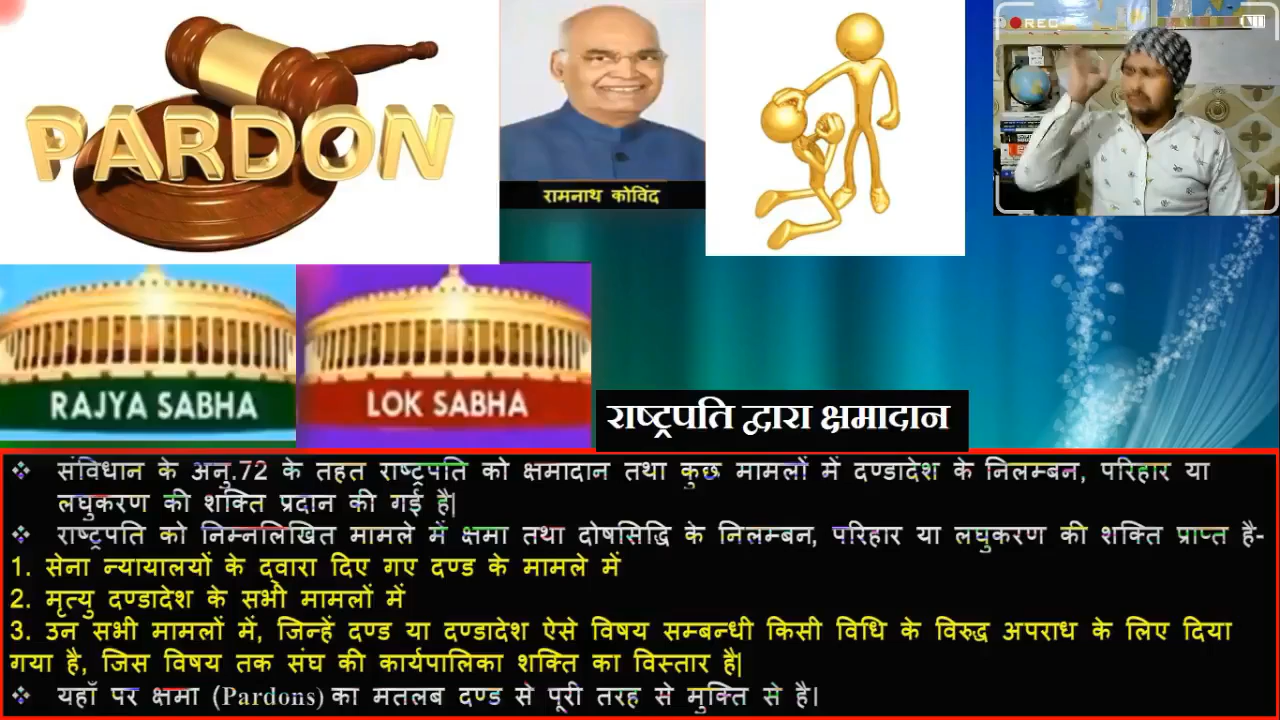 PARDON
रामनाथ कोविंद
REC
RAJYA SABHA
LOK SABHA
राष्ट्रपति द्वारा क्षमादान
❖ संविधान के अनु.72 के तहत राष्ट्रपति को क्षमादान तथा कुछ मामलों में दण्डादेश के निलम्बन, परिहार या
लघुकरण की शक्ति प्रदान की गई है|
❖ राष्ट्रपति को निम्नलिखित मामले में क्षमा तथा दोषसिद्धि के निलम्बन, परिहार या लघुकरण की शक्ति प्राप्त है-
1. सेना न्यायालयों के द्वारा दिए गए दण्ड के मामले में
2. मृत्यु दण्डादेश के सभी मामलों में
3. उन सभी मामलों में, जिन्हें दण्ड या दण्डादेश ऐसे विषय सम्बन्धी किसी विधि के विरुद्ध अपराध के लिए दिया
गया है, जिस विषय तक संघ की कार्यपालिका शक्ति का विस्तार है|
❖ यहाँ पर क्षमा (Pardons) का मतलब दण्ड से पूरी तरह से मुक्ति से है।